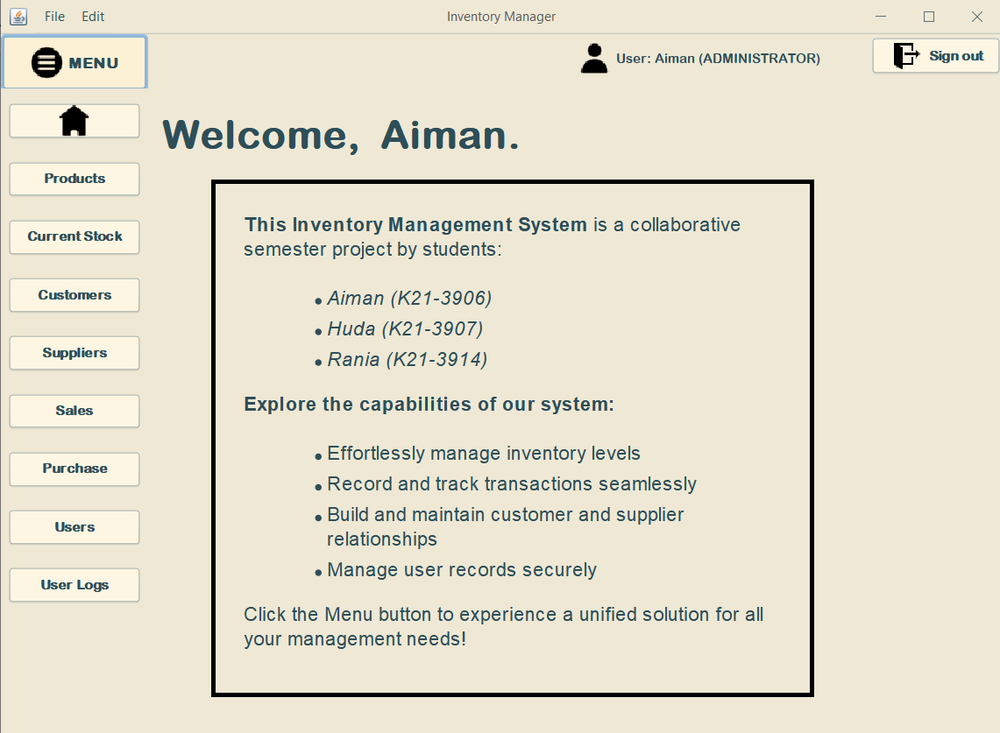 File Edit Inventory Manager
MENU
User: Aiman (ADMINISTRATOR)
Sign out
Products
Current Stock
Customers
Suppliers
Sales
Purchase
Users
User Logs
Welcome, Aiman.
This Inventory Management System is a collaborative
semester project by students:
• Aiman (K21-3906)
• Huda (K21-3907)
• Rania (K21-3914)
Explore the capabilities of our system:
• Effortlessly manage inventory levels
• Record and track transactions seamlessly
• Build and maintain customer and supplier
relationships
• Manage user records securely
Click the Menu button to experience a unified solution for all
your management needs!